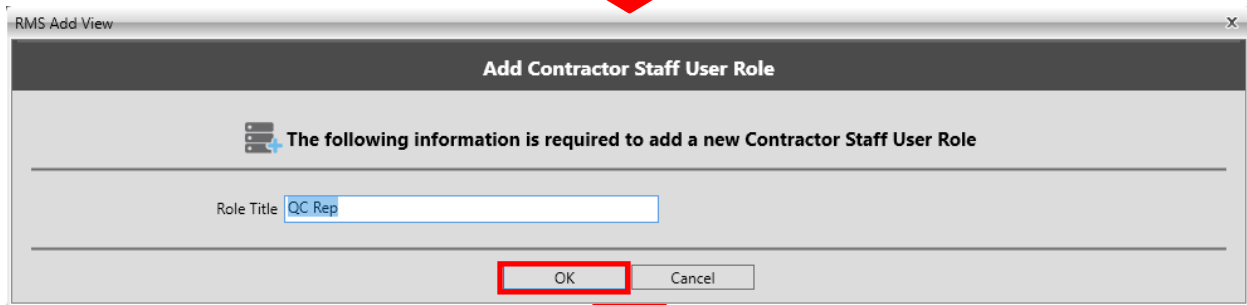 RMS Add View x
Add Contractor Staff User Role
The following information is required to add a new Contractor Staff User Role
Role Title QC Rep
OK Cancel